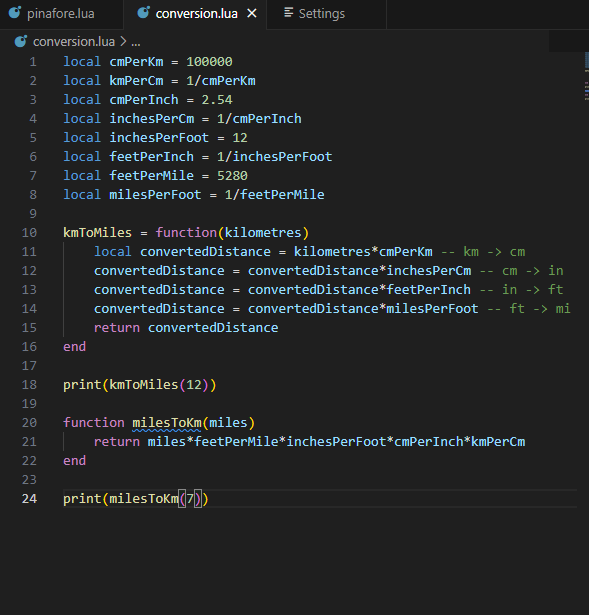 pinafore.lua
conversion.lua ×
Settings
conversion.lua > ...
1 local cmPerKm = 100000
2 local kmPerCm = 1/cmPerKm
3 local cmPerInch = 2.54
4 local inchesPerCm = 1/cmPerInch
5 local inchesPerFoot = 12
6 local feetPerInch = 1/inchesPerFoot
7 local feetPerMile = 5280
8 local milesPerFoot = 1/feetPerMile
9
10 kmToMiles = function(kilometres)
11     local convertedDistance = kilometres*cmPerKm -- km -> cm
12     convertedDistance = convertedDistance*inchesPerCm -- cm -> in
13     convertedDistance = convertedDistance*feetPerInch -- in -> ft
14     convertedDistance = convertedDistance*milesPerFoot -- ft -> mi
15     return convertedDistance
16 end
17
18 print(kmToMiles(12))
19
20 function milesToKm(miles)
21     return miles*feetPerMile*inchesPerFoot*cmPerInch*kmPerCm
22 end
23
24 print(milesToKm(7))